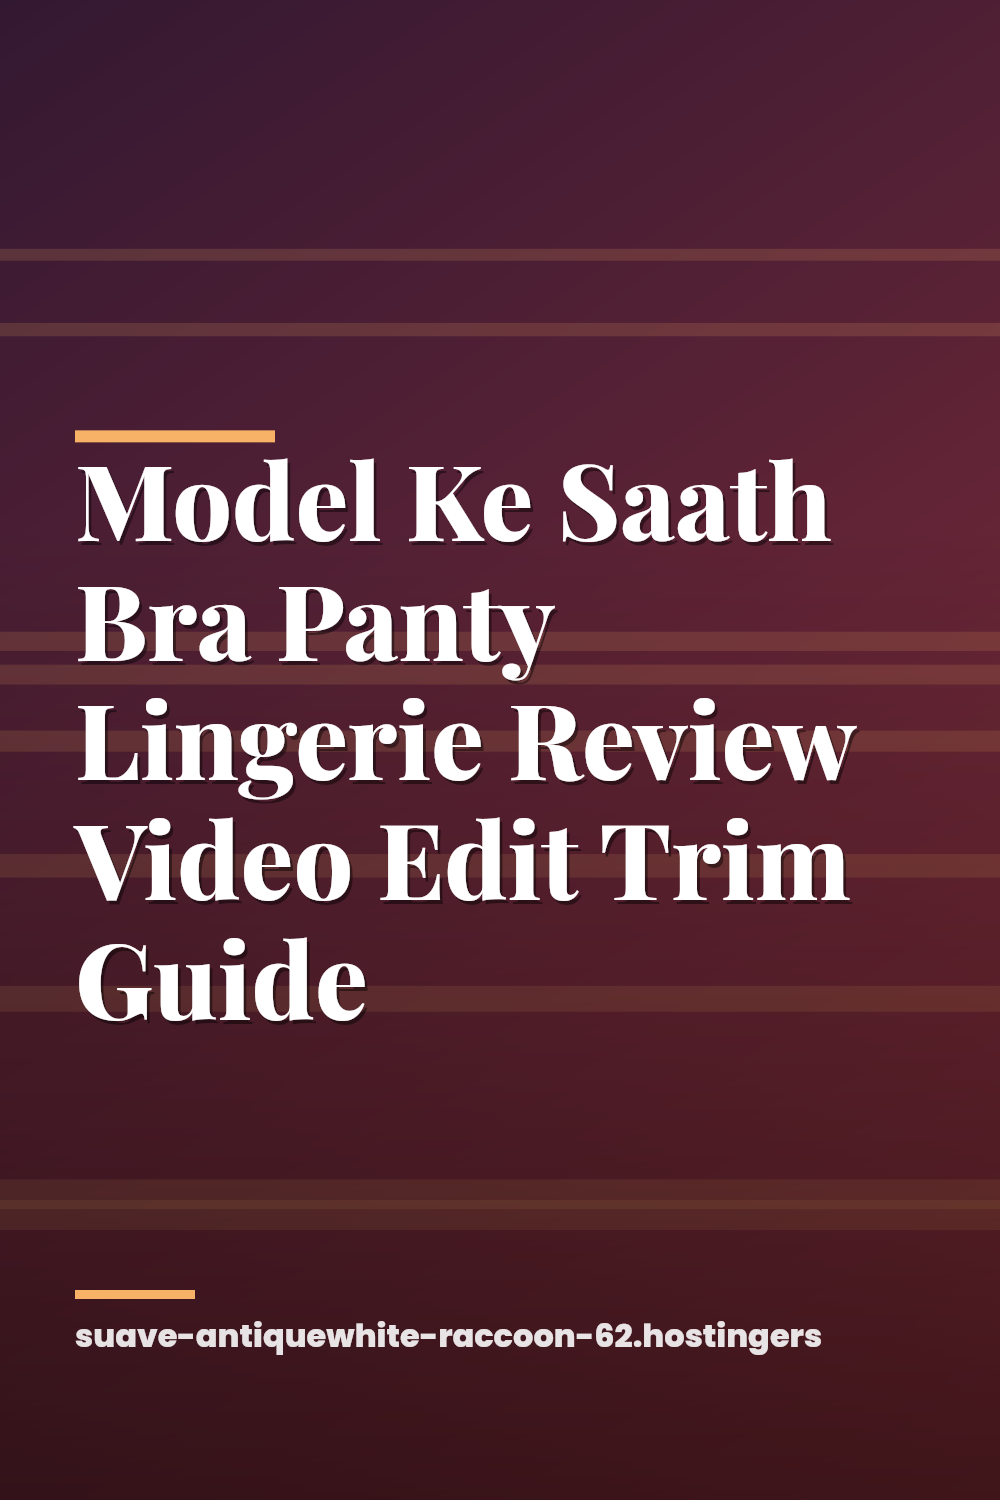 Model Ke Saath
Bra Panty
Lingerie Review
Video Edit Trim
Guide
suave-antiquewhite-raccoon-62.hostingers